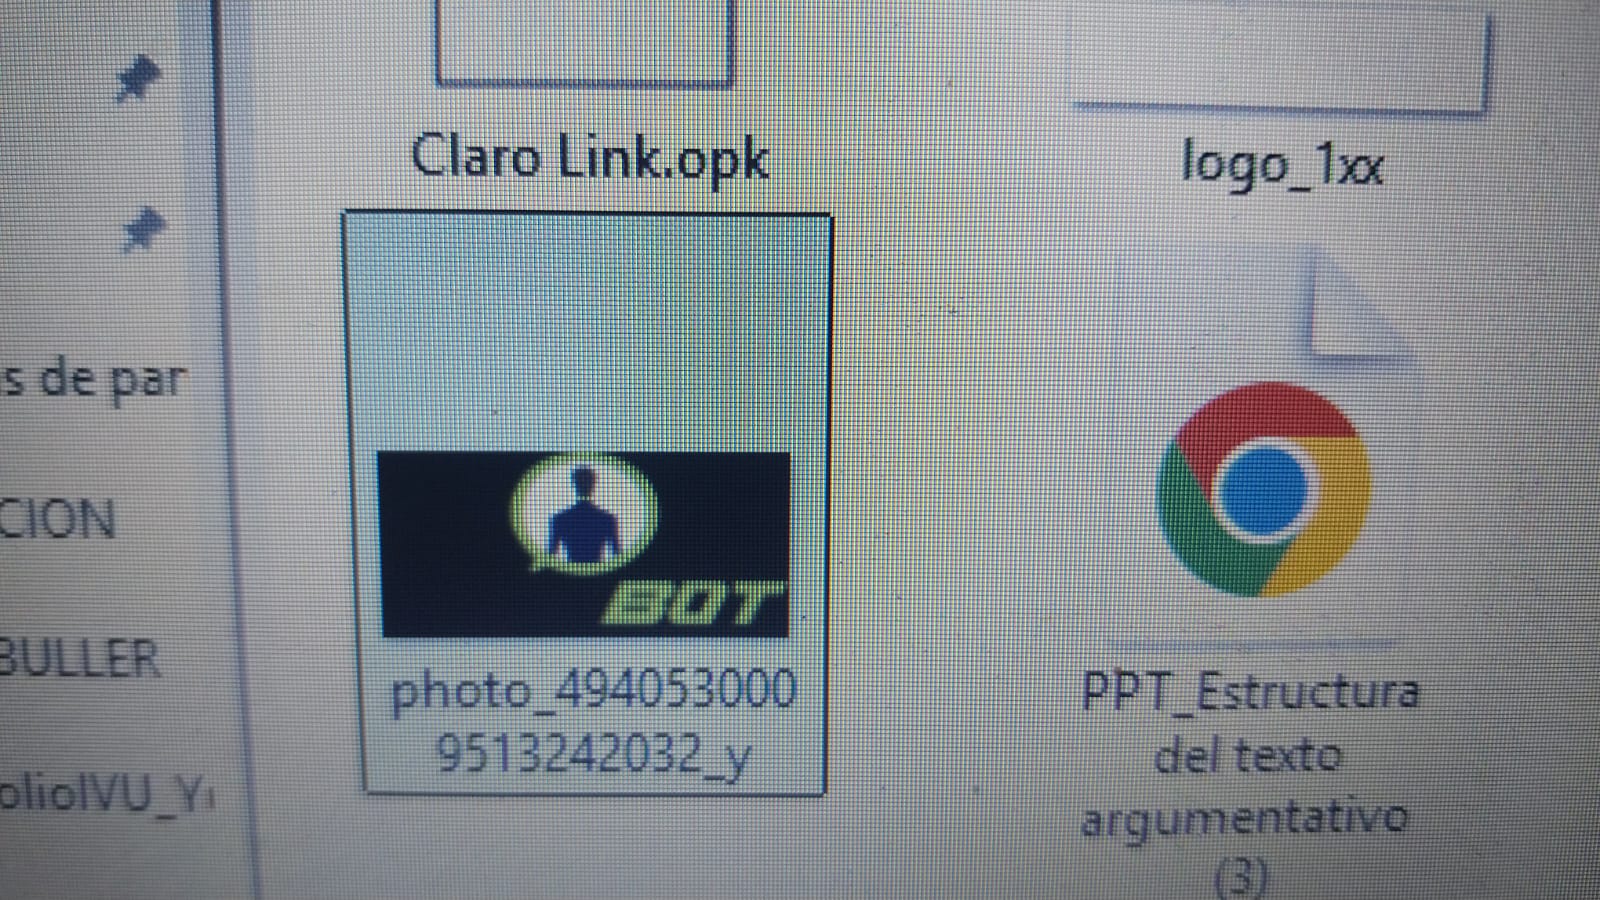 Claro Link.opk
logo_1xx
s de par
CION
BULLER
olioIVU_Y
BOT
photo_494053000
9513242032_y
PPT_Estructura
del texto
argumentativo
(3)